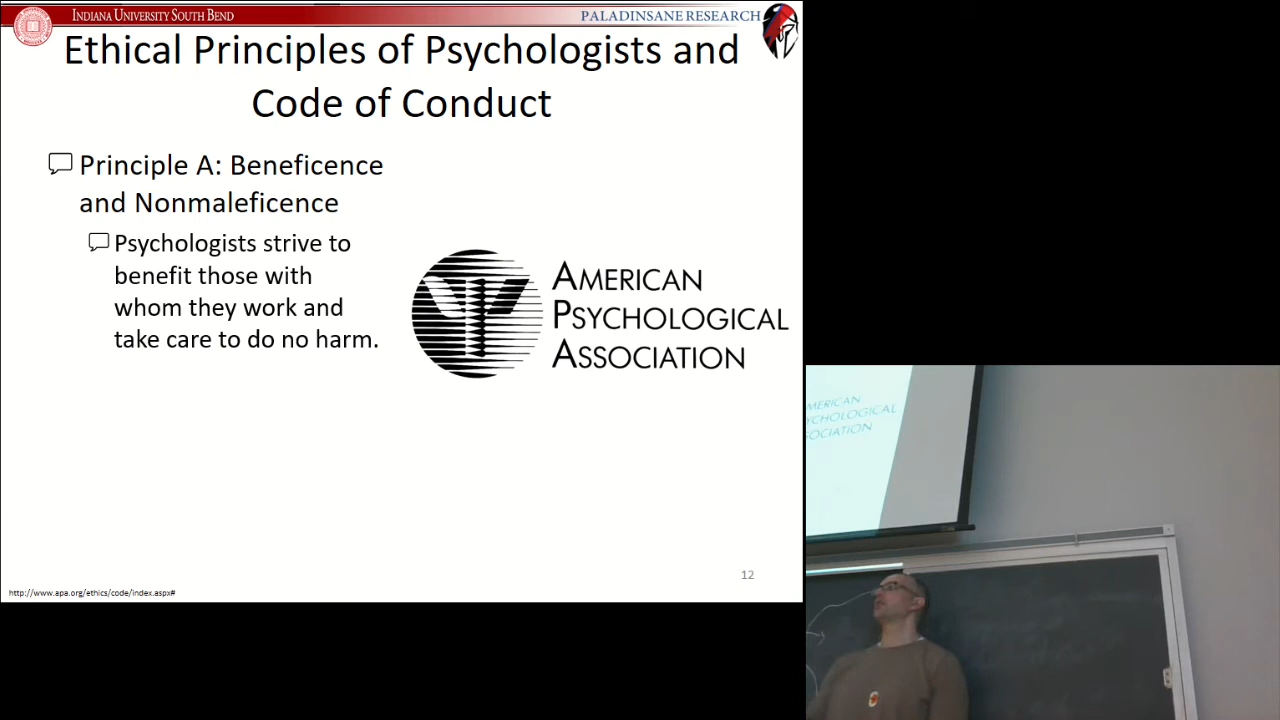 INDIANA UNIVERSITY SOUTH BEND
PALADINSANE RESEARCH
Ethical Principles of Psychologists and
Code of Conduct
Principle A: Beneficence
and Nonmaleficence
Psychologists strive to
benefit those with
whom they work and
take care to do no harm.
AMERICAN
PSYCHOLOGICAL
ASSOCIATION
12
http://www.apa.org/ethics/code/index.aspx#
MERICAN
YCHOLOGICAL
SOCIATION